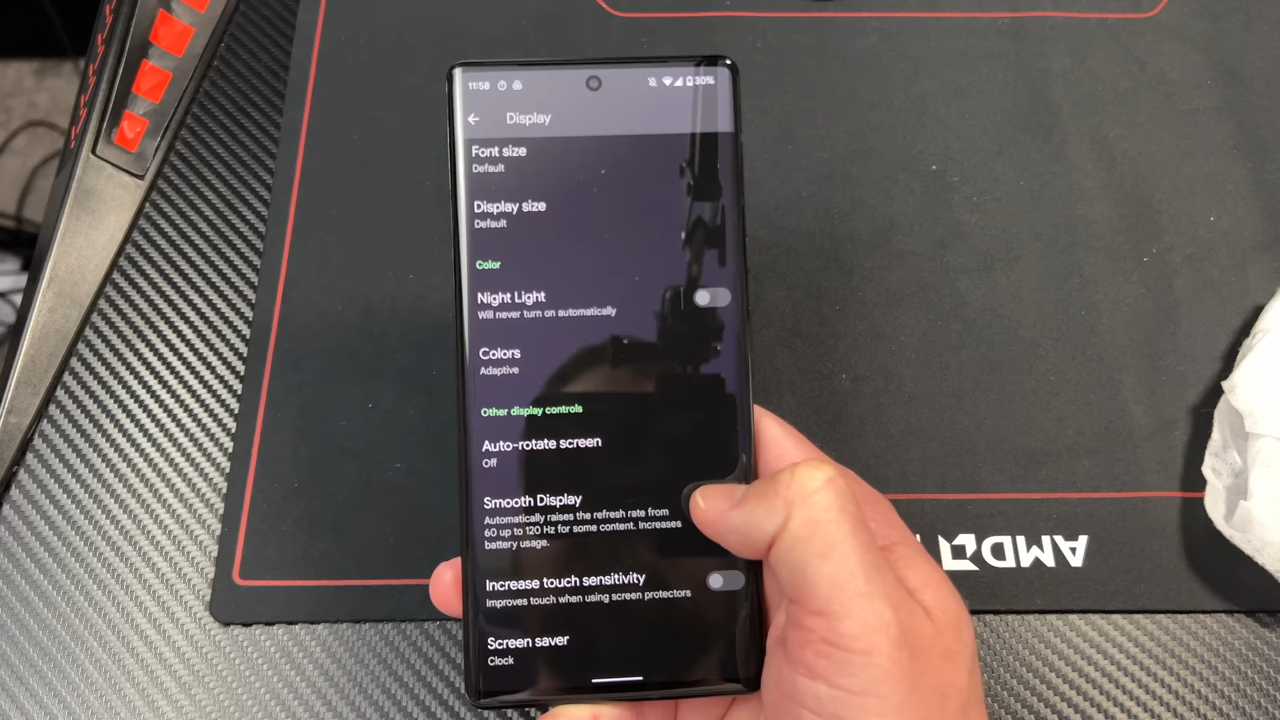 11:58
30%
Display
Font size
Default
Display size
Default
Color
Night Light
Will never turn on automatically
Colors
Adaptive
Other display controls
Auto-rotate screen
Off
Smooth Display
Automatically raises the refresh rate from
60 up to 120 Hz for some content. Increases
battery usage.
Increase touch sensitivity
Improves touch when using screen protectors
Screen saver
Clock
AMD